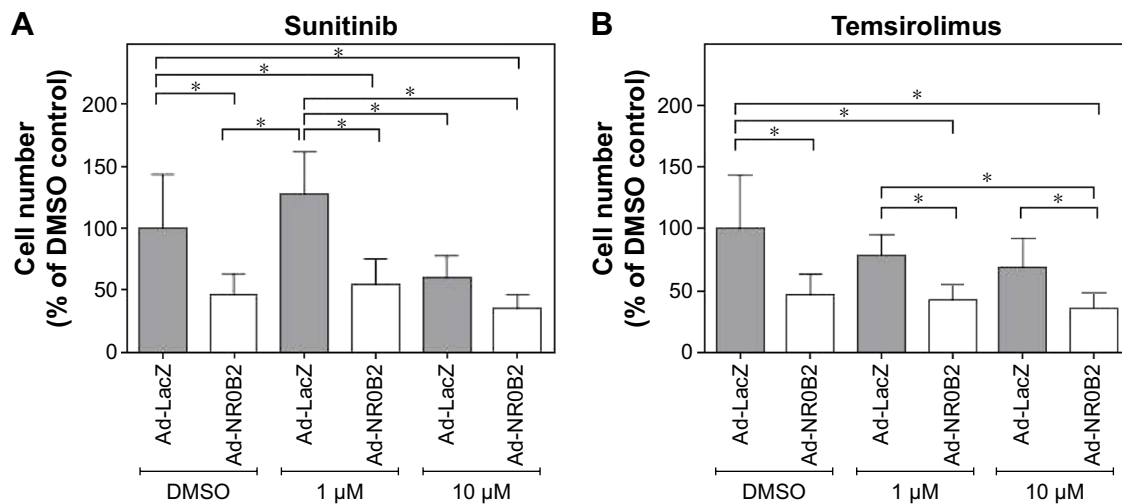 A
Sunitinib
Cell number
(% of DMSO control)
200
150
100
50
0
*
*
*
*
*
*
*
Ad-LacZ
Ad-NR0B2
Ad-LacZ
Ad-NR0B2
Ad-LacZ
Ad-NR0B2
DMSO
1 µM
10 µM
B
Temsirolimus
Cell number
(% of DMSO control)
200
150
100
50
0
*
*
*
*
*
*
Ad-LacZ
Ad-NR0B2
Ad-LacZ
Ad-NR0B2
Ad-LacZ
Ad-NR0B2
DMSO
1 µM
10 µM